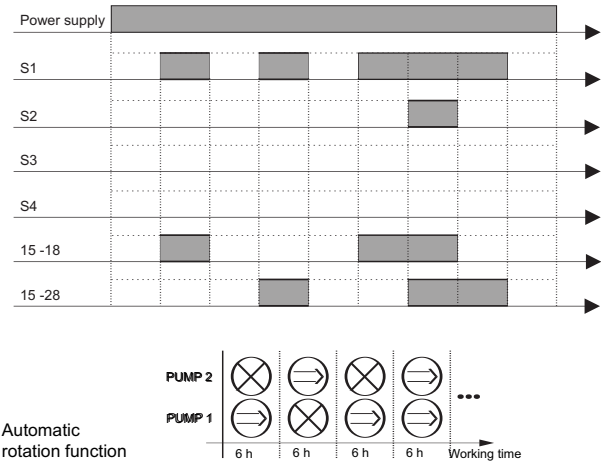 Power supply
S1
S2
S3
S4
15 -18
15 -28
PUMP 2
...
PUMP 1
Automatic
rotation function
6 h 6 h 6 h 6 h Working time